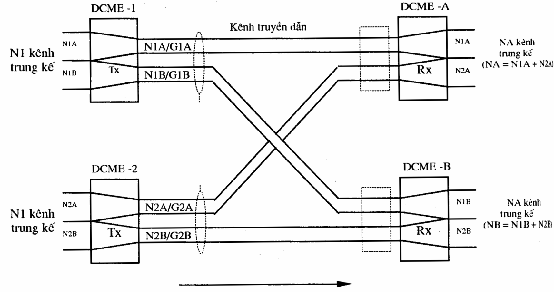 DCME -1
DCME -A
Kênh truyền dẫn
N1 kênh
trung kế
N1A
N1B
Tx
N1A/G1A
N1B/G1B
Rx
N1A
N2A
NA kênh
trung kế
(NA = N1A + N2A)
DCME -2
DCME -B
N1 kênh
trung kế
N2A
N2B
Tx
N2A/G2A
N2B/G2B
Rx
N1B
N2B
NA kênh
trung kế
(NB = N1B + N2B)